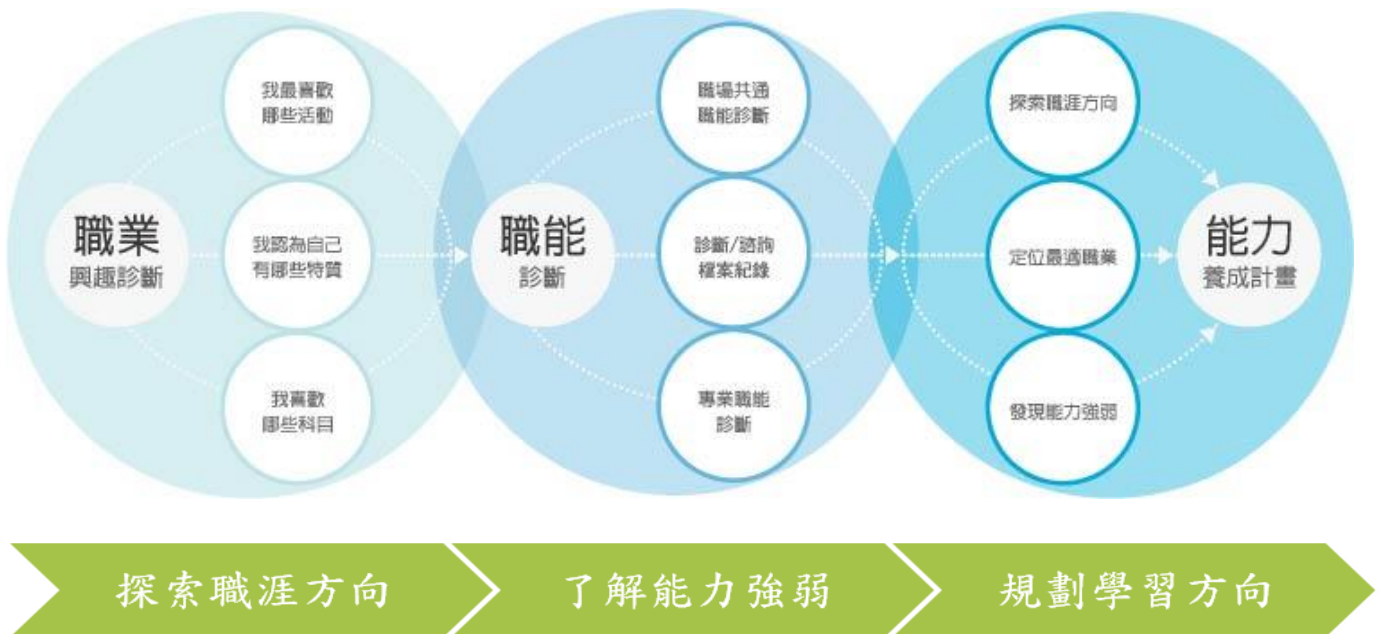 職業
興趣診斷
我最喜歡
哪些活動
我認為自己
有哪些特質
我喜歡
哪些科目
職能
診斷
職場共通
職能診斷
診斷/諮詢
檔案紀錄
專業職能
診斷
探索職涯方向
定位最適職業
發現能力強弱
能力
養成計畫
探索職涯方向
了解能力強弱
規劃學習方向